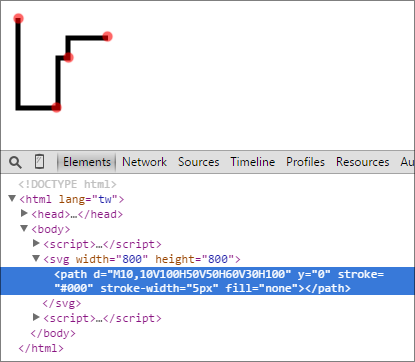 Elements Network Sources Timeline Profiles Resources Au
<!DOCTYPE html>
▼<html lang="tw">
▶<head>…</head>
▼<body>
▶<script>…</script>
▼<svg width="800" height="800">
<path d="M10,10V100H50V50H60V30H100" y="0" stroke=
"#000" stroke-width="5px" fill="none"></path>
</svg>
▶<script>…</script>
</body>
</html>